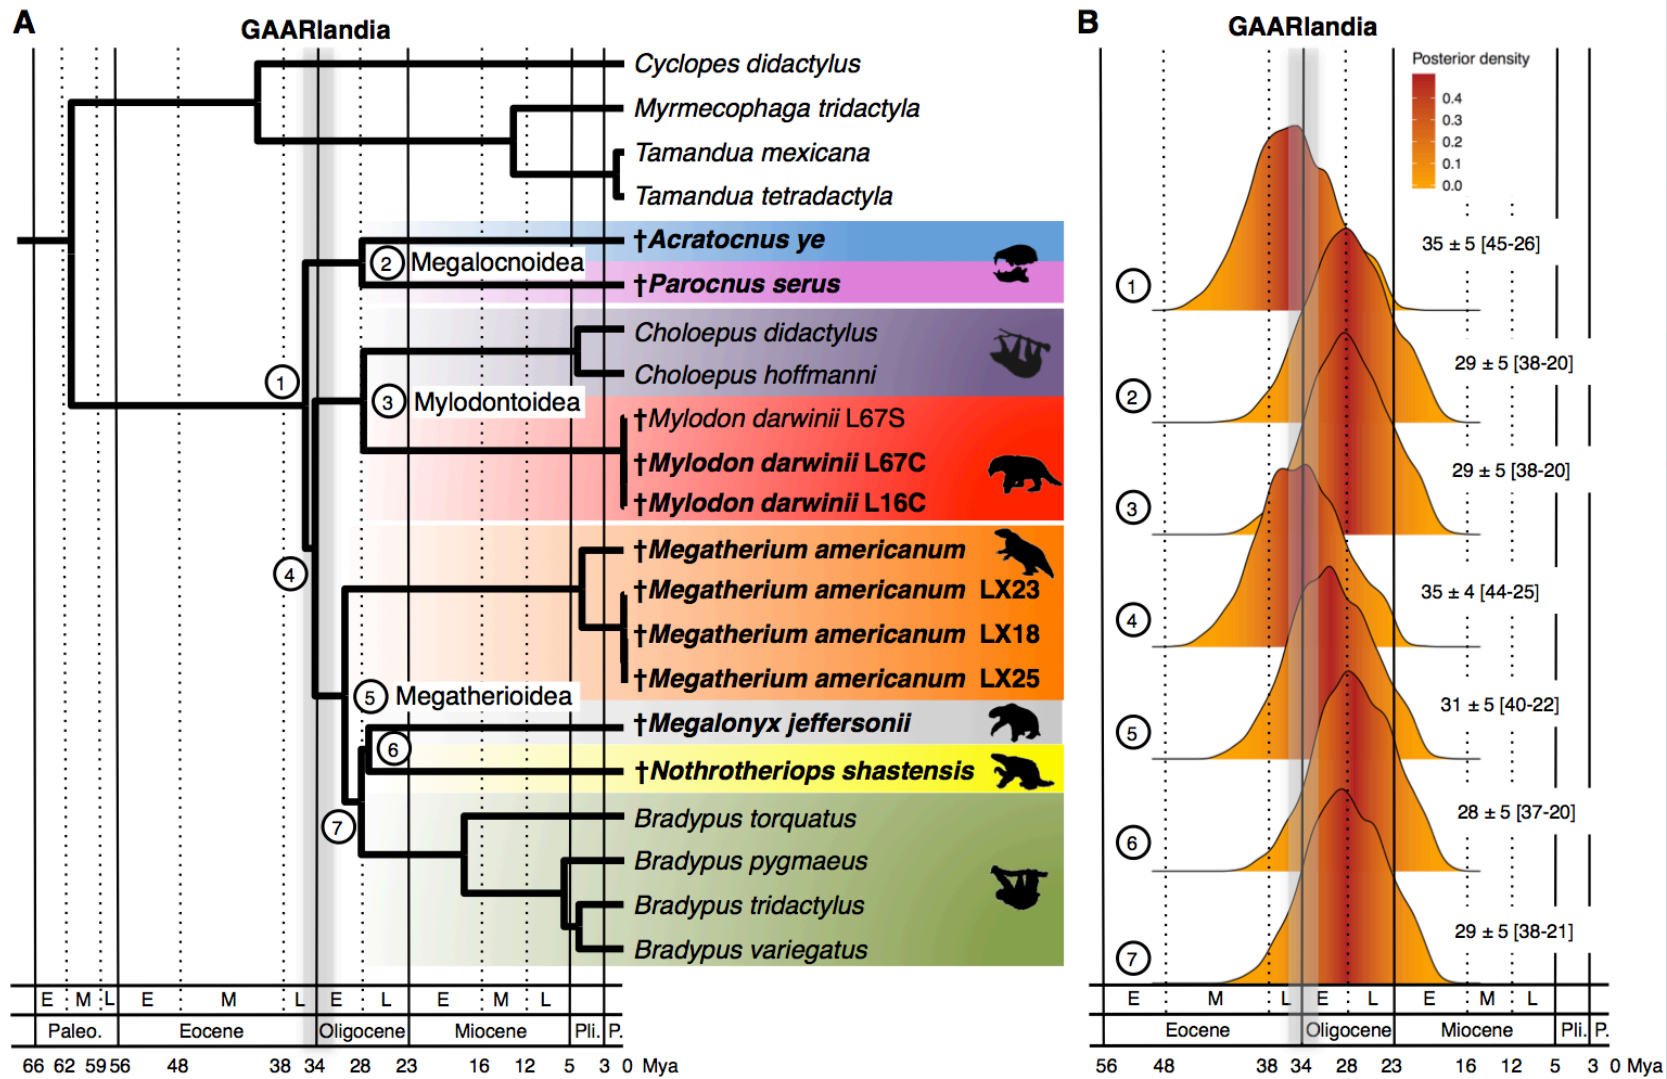 A
GAARlandia
Cyclopes didactylus
Myrmecophaga tridactyla
Tamandua mexicana
Tamandua tetradactyla
†Acratocnus ye
2 Megalocnoidea
†Parocnus serus
Choloepus didactylus
Choloepus hoffmanni
1
3 Mylodontoidea
†Mylodon darwinii L67S
†Mylodon darwinii L67C
†Mylodon darwinii L16C
†Megatherium americanum
4
†Megatherium americanum LX23
†Megatherium americanum LX18
†Megatherium americanum LX25
5 Megatherioidea
†Megalonyx jeffersonii
6
†Nothrotheriops shastensis
7
Bradypus torquatus
Bradypus pygmaeus
Bradypus tridactylus
Bradypus variegatus
E M L E M L E L E M L
Paleo. Eocene Oligocene Miocene Pli. P.
66 62 59 56 48 38 34 28 23 16 12 5 3 0 Mya
B
GAARlandia
Posterior density
0.4
0.3
0.2
0.1
0.0
35 ± 5 [45-26]
1
29 ± 5 [38-20]
2
29 ± 5 [38-20]
3
35 ± 4 [44-25]
4
31 ± 5 [40-22]
5
28 ± 5 [37-20]
6
29 ± 5 [38-21]
7
E M L E L E M L
Eocene Oligocene Miocene Pli. P.
56 48 38 34 28 23 16 12 5 3 0 Mya